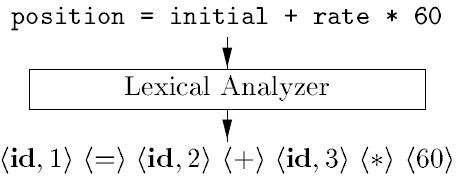 position = initial + rate * 60
Lexical Analyzer
⟨id, 1⟩ ⟨=⟩ ⟨id, 2⟩ ⟨+⟩ ⟨id, 3⟩ ⟨*⟩ ⟨60⟩